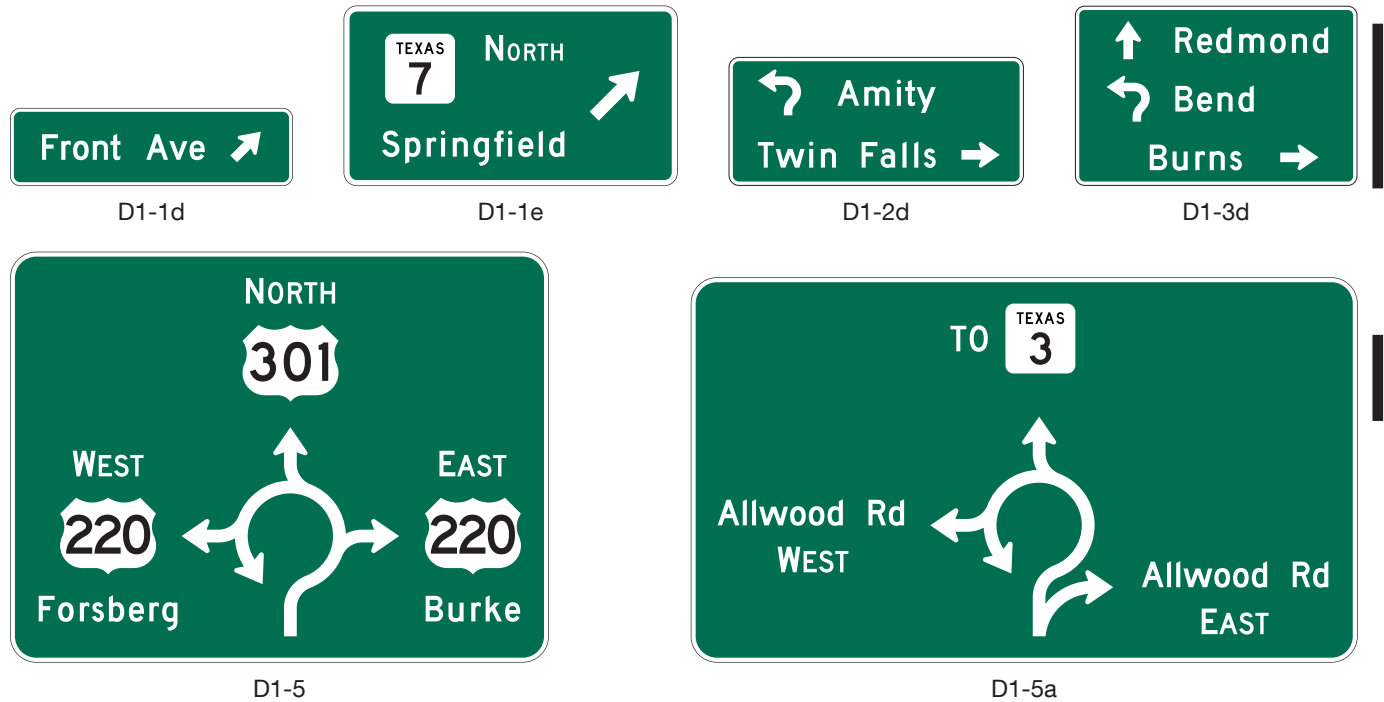 Front Ave
D1-1d
TEXAS
7
NORTH
Springfield
D1-1e
Amity
Twin Falls
D1-2d
Redmond
Bend
Burns
D1-3d
NORTH
301
WEST
220
Forsberg
EAST
220
Burke
D1-5
TO
TEXAS
3
Allwood Rd
WEST
Allwood Rd
EAST
D1-5a